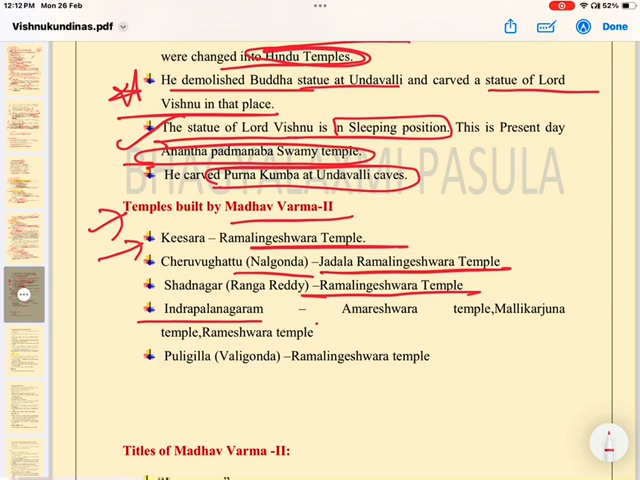 12:12 PM Mon 26 Feb
52%
Vishnukundinas.pdf
Done
were changed into Hindu Temples.
He demolished Buddha statue at Undavalli and carved a statue of Lord
Vishnu in that place.
The statue of Lord Vishnu is in Sleeping position. This is Present day
Anantha padmanaba Swamy temple.
He carved Purna Kumba at Undavalli caves.
BHAGYALAXMI PASULA
Temples built by Madhav Varma-II
Keesara – Ramalingeshwara Temple.
Cheruvughattu (Nalgonda) –Jadala Ramalingeshwara Temple
Shadnagar (Ranga Reddy) –Ramalingeshwara Temple
Indrapalanagaram – Amareshwara temple,Mallikarjuna
temple,Rameshwara temple
Puligilla (Valigonda) –Ramalingeshwara temple
Titles of Madhav Varma -II: